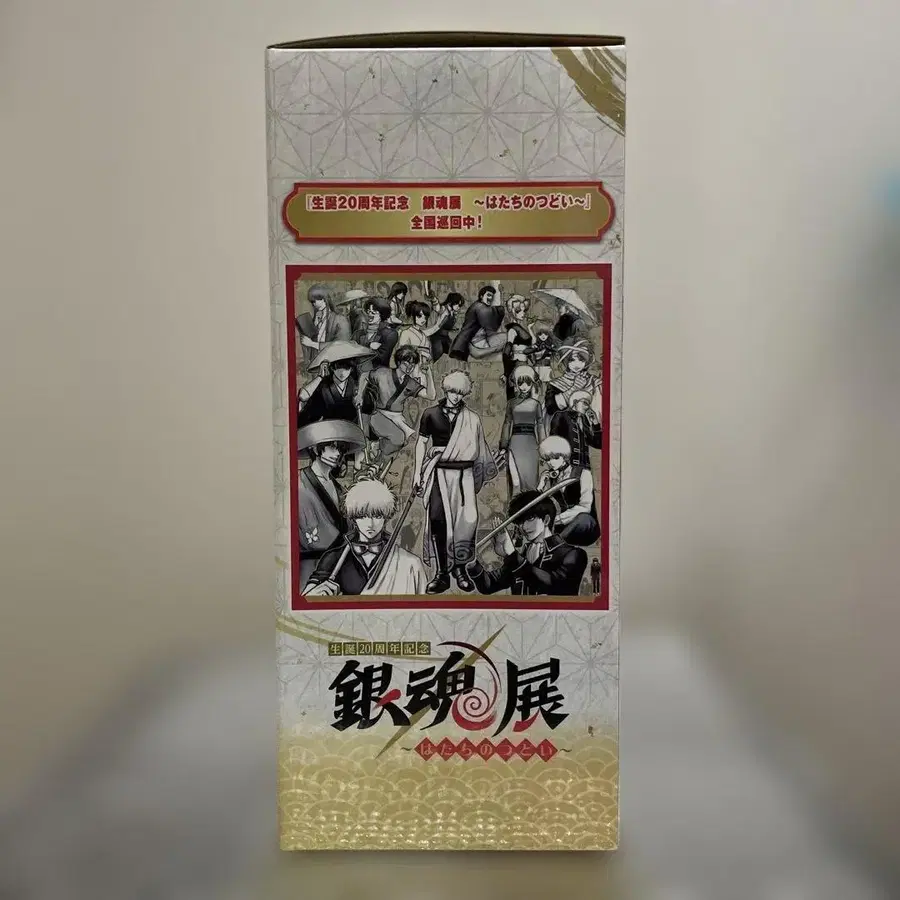 『生誕20周年記念 銀魂展 ~はたちのつどい~』
全国巡回中!
生誕20周年記念
銀魂展
~はたちのつどい~